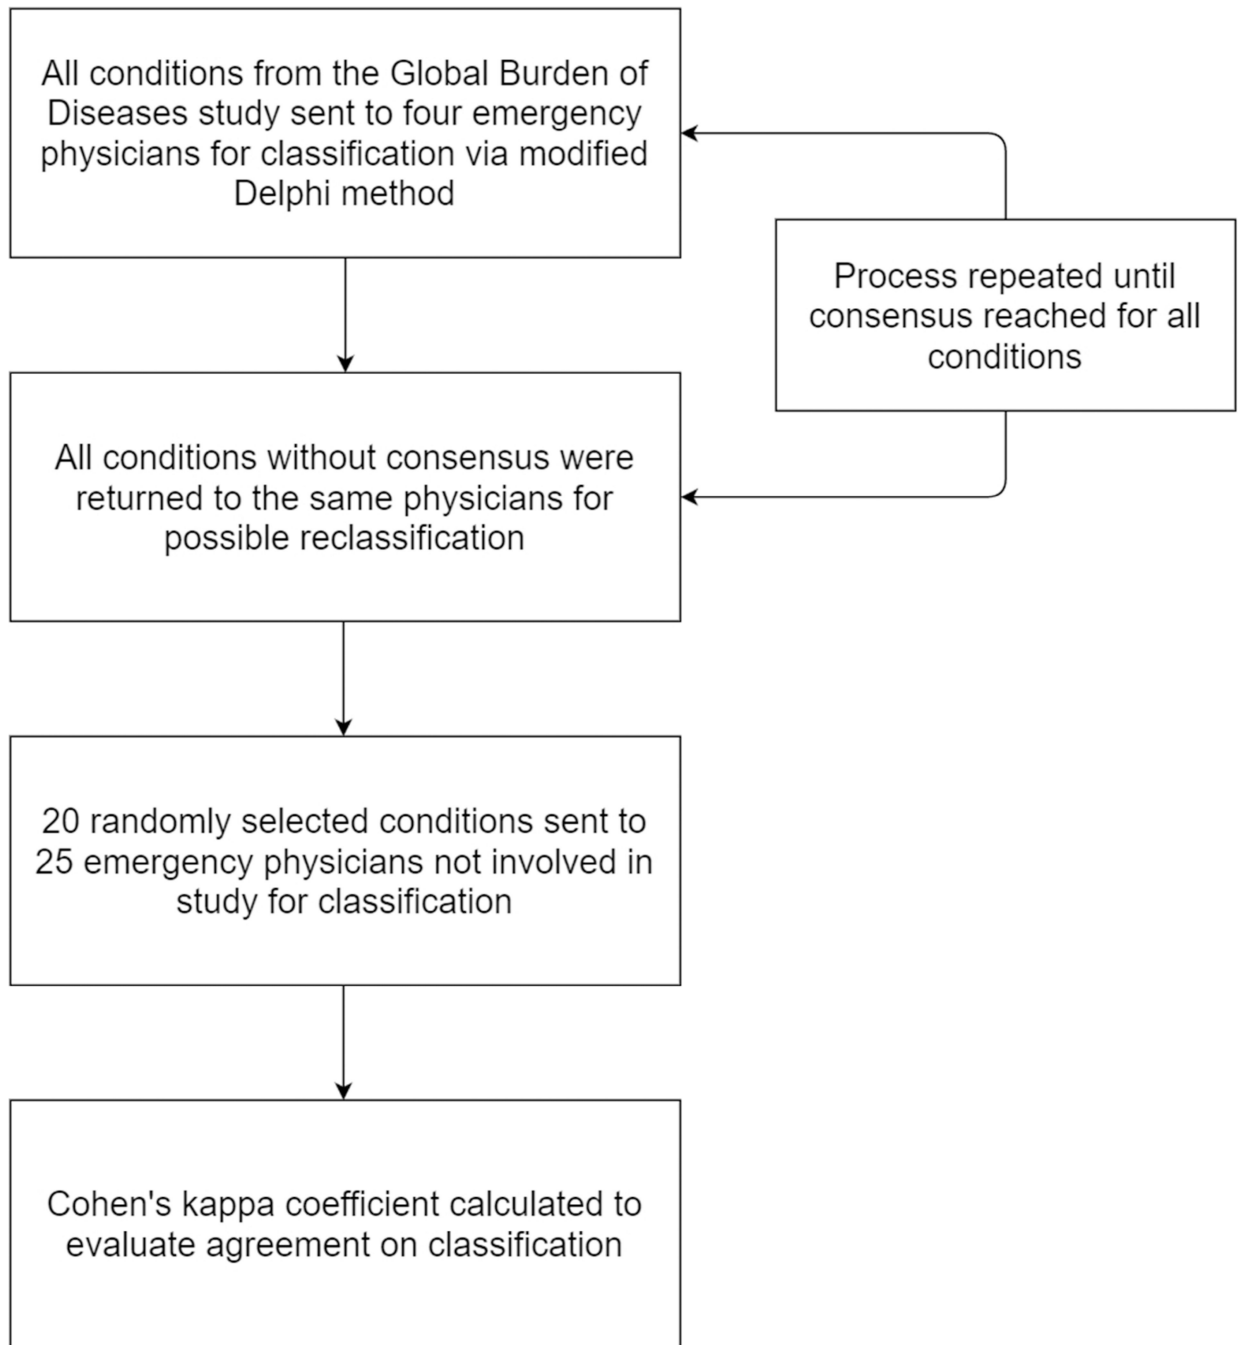 All conditions from the Global Burden of
Diseases study sent to four emergency
physicians for classification via modified
Delphi method
Process repeated until
consensus reached for all
conditions
All conditions without consensus were
returned to the same physicians for
possible reclassification
20 randomly selected conditions sent to
25 emergency physicians not involved in
study for classification
Cohen's kappa coefficient calculated to
evaluate agreement on classification